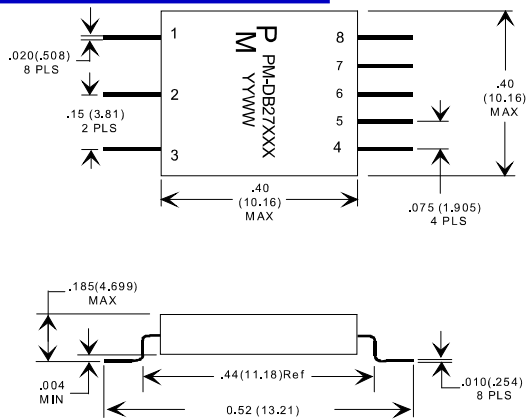 .020(.508)
8 PLS
.15 (3.81)
2 PLS
1
2
3
P
M
PM-DB27XXX
YYWW
8
7
6
5
4
.40
(10.16)
MAX
.40
(10.16)
MAX
.075 (1.905)
4 PLS
.185(4.699)
MAX
.004
MIN
.44(11.18)Ref
0.52 (13.21)
.010(.254)
8 PLS